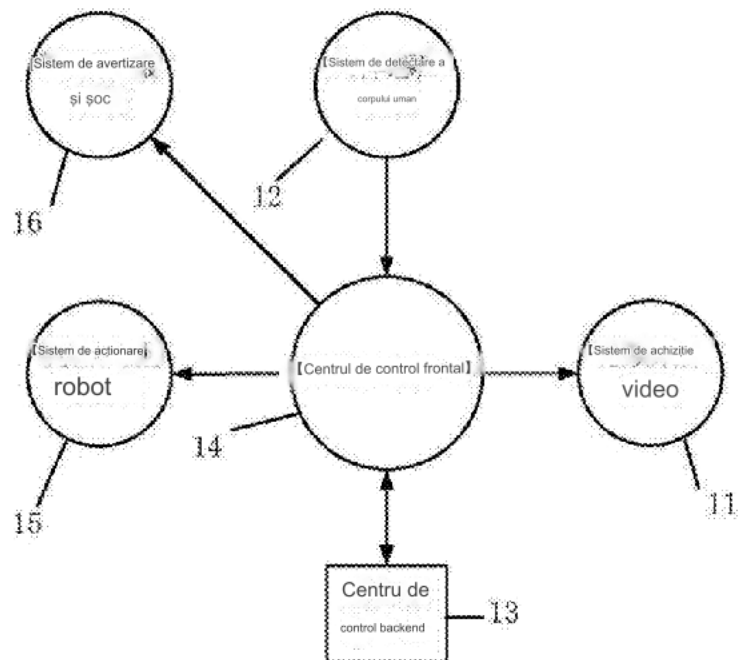 【Sistem de avertizare
și șoc
16
【Sistem de detectare a
corpului uman
12
【Sistem de acționare】
robot
15
【Centrul de control frontal】
14
【Sistem de achiziție
video
11
Centru de
control backend
13